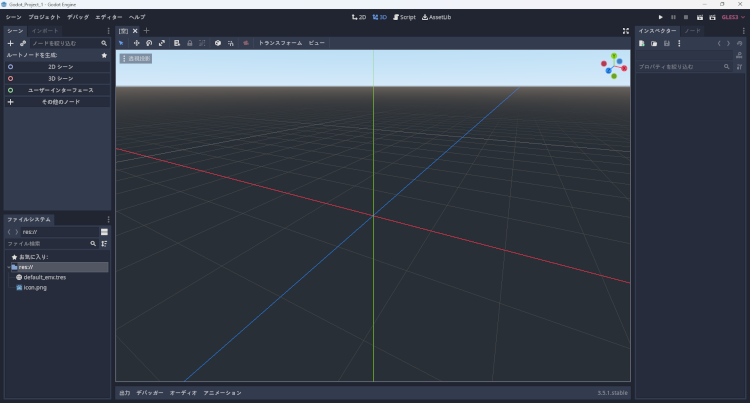 Godot_Project_1 - Godot Engine
シーン プロジェクト デバッグ エディター ヘルプ
2D 3D Script AssetLib
GLES3
シーン インポート
[空]
インスペクター ノード
ノードを絞り込む
トランスフォーム ビュー
ルートノードを生成:
2D シーン
3D シーン
ユーザーインターフェース
その他のノード
透視投影
Y
X
Z
プロパティを絞り込む
ファイルシステム
res://
ファイル検索
お気に入り:
res://
default_env.tres
icon.png
出力 デバッガー オーディオ アニメーション
3.5.1.stable